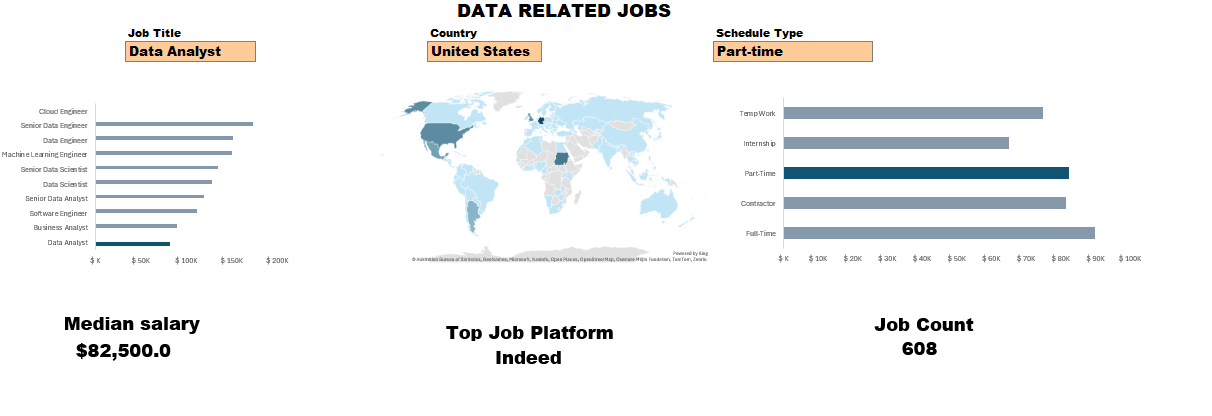 DATA RELATED JOBS
Job Title
Data Analyst
Country
United States
Schedule Type
Part-time
Cloud Engineer
Senior Data Engineer
Data Engineer
Machine Learning Engineer
Senior Data Scientist
Data Scientist
Senior Data Analyst
Software Engineer
Business Analyst
Data Analyst
$ K $ 50K $ 100K $ 150K $ 200K
Powered by Bing
© Australian Bureau of Statistics, GeoNames, Microsoft, Navinfo, Open Places, OpenStreetMap, Overture Maps Fundation, TomTom, Zenrin
Temp Work
Internship
Part-Time
Contractor
Full-Time
$ K $ 10K $ 20K $ 30K $ 40K $ 50K $ 60K $ 70K $ 80K $ 90K $ 100K
Median salary
$82,500.0
Top Job Platform
Indeed
Job Count
608